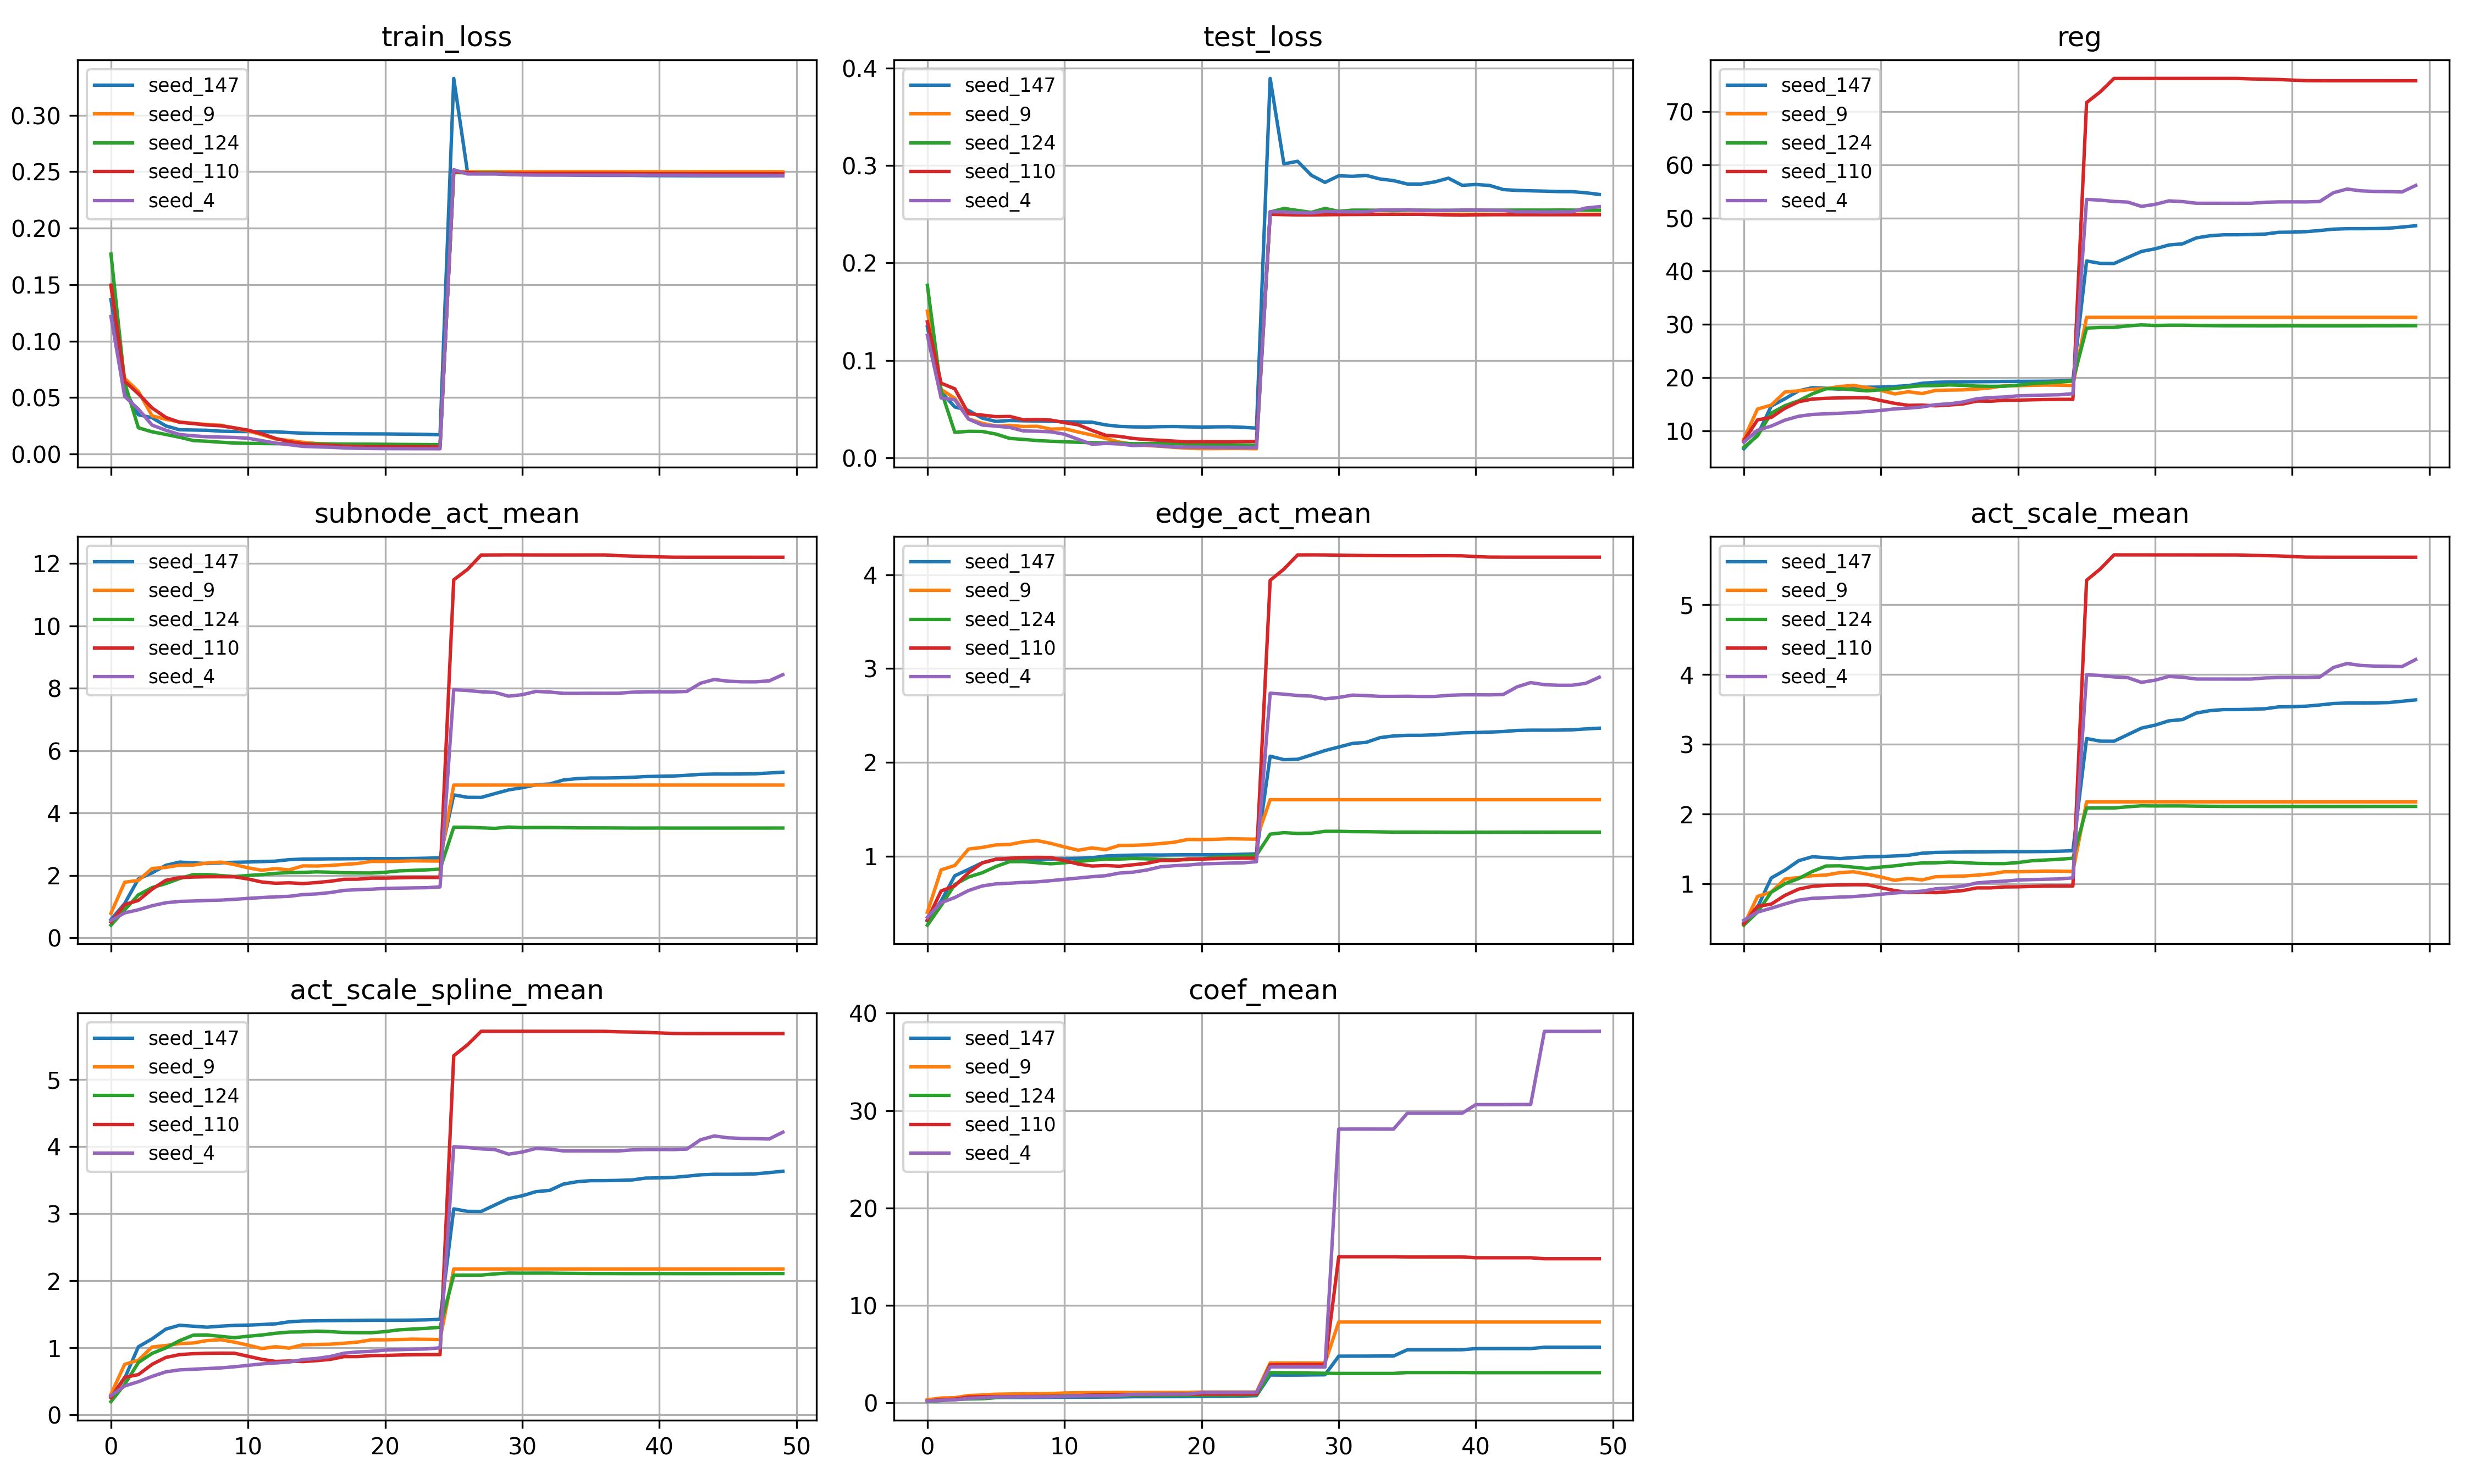 train_loss
seed_147
seed_9
seed_124
seed_110
seed_4
0.30
0.25
0.20
0.15
0.10
0.05
0.00
test_loss
seed_147
seed_9
seed_124
seed_110
seed_4
0.4
0.3
0.2
0.1
0.0
reg
seed_147
seed_9
seed_124
seed_110
seed_4
70
60
50
40
30
20
10
subnode_act_mean
seed_147
seed_9
seed_124
seed_110
seed_4
12
10
8
6
4
2
0
edge_act_mean
seed_147
seed_9
seed_124
seed_110
seed_4
4
3
2
1
act_scale_mean
seed_147
seed_9
seed_124
seed_110
seed_4
5
4
3
2
1
act_scale_spline_mean
seed_147
seed_9
seed_124
seed_110
seed_4
5
4
3
2
1
0
0 10 20 30 40 50
coef_mean
seed_147
seed_9
seed_124
seed_110
seed_4
40
30
20
10
0
0 10 20 30 40 50